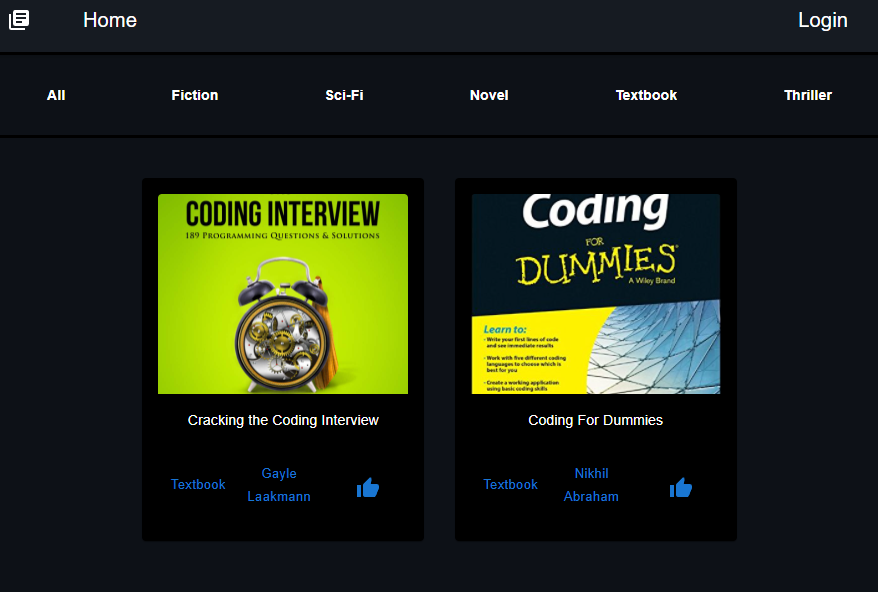 Home Login
All Fiction Sci-Fi Novel Textbook Thriller
CODING INTERVIEW
189 PROGRAMMING QUESTIONS & SOLUTIONS
Cracking the Coding Interview
Textbook
Gayle
Laakmann
Coding
FOR
DUMMIES®
A Wiley Brand
Learn to:
• Write your first lines of code
and see immediate results
• Work with five different coding
languages to choose which is
best for you
• Create a working application
using basic coding skills
Coding For Dummies
Textbook
Nikhil
Abraham